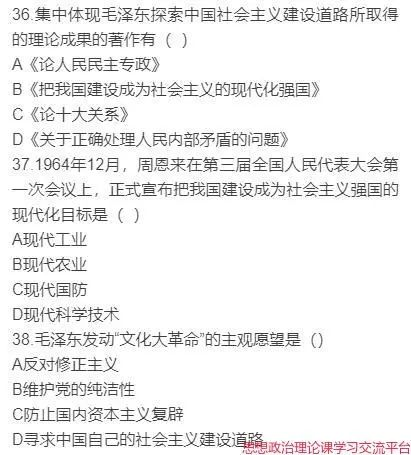 36.集中体现毛泽东探索中国社会主义建设道路所取得
的理论成果的著作有（ ）
A《论人民民主专政》
B《把我国建设成为社会主义的现代化强国》
C《论十大关系》
D《关于正确处理人民内部矛盾的问题》
37.1964年12月，周恩来在第三届全国人民代表大会第
一次会议上，正式宣布把我国建设成为社会主义强国的
现代化目标是（ ）
A现代工业
B现代农业
C现代国防
D现代科学技术
38.毛泽东发动“文化大革命”的主观愿望是（）
A反对修正主义
B维护党的纯洁性
C防止国内资本主义复辟
D寻求中国自己的社会主义建设道路
思想政治理论课学习交流平台